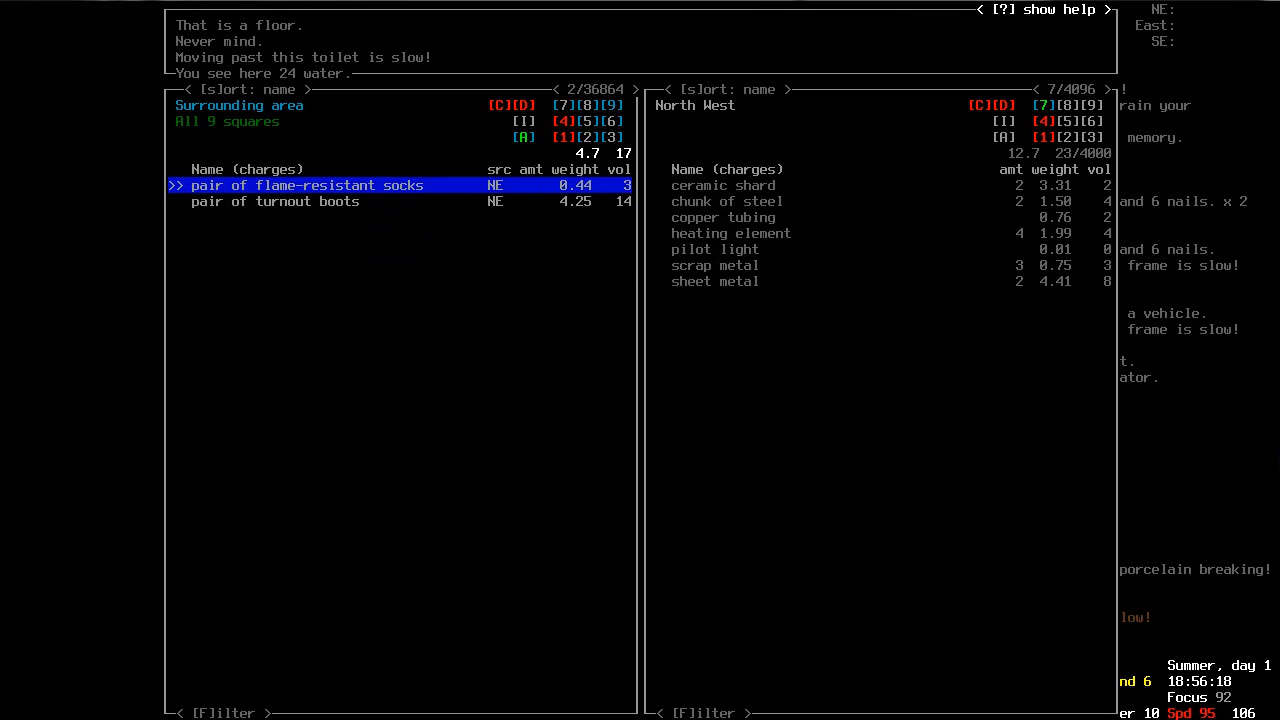 < [?] show help >
NE:
That is a floor.
East:
Never mind.
SE:
Moving past this toilet is slow!
You see here 24 water.
< [s]ort: name >
< 2/36864 >
Surrounding area
[C][D] [7][8][9]
All 9 squares
[I] [4][5][6]
[A] [1][2][3]
4.7 17
Name (charges) src amt weight vol
>> pair of flame-resistant socks NE 0.44 3
pair of turnout boots NE 4.25 14
< [F]ilter >
< [s]ort: name >
< 7/4096 >
North West
[C][D] [7][8][9]
[I] [4][5][6]
[A] [1][2][3]
12.7 23/4000
Name (charges) amt weight vol
ceramic shard 2 3.31 2
chunk of steel 2 1.50 4
copper tubing 0.76 2
heating element 4 1.99 4
pilot light 0.01 0
scrap metal 3 0.75 3
sheet metal 2 4.41 8
< [F]ilter >
!
rain your
memory.
and 6 nails. x 2
and 6 nails.
frame is slow!
a vehicle.
frame is slow!
t.
ator.
porcelain breaking!
low!
Summer, day 1
nd 6 18:56:18
Focus 92
er 10 Spd 95 106